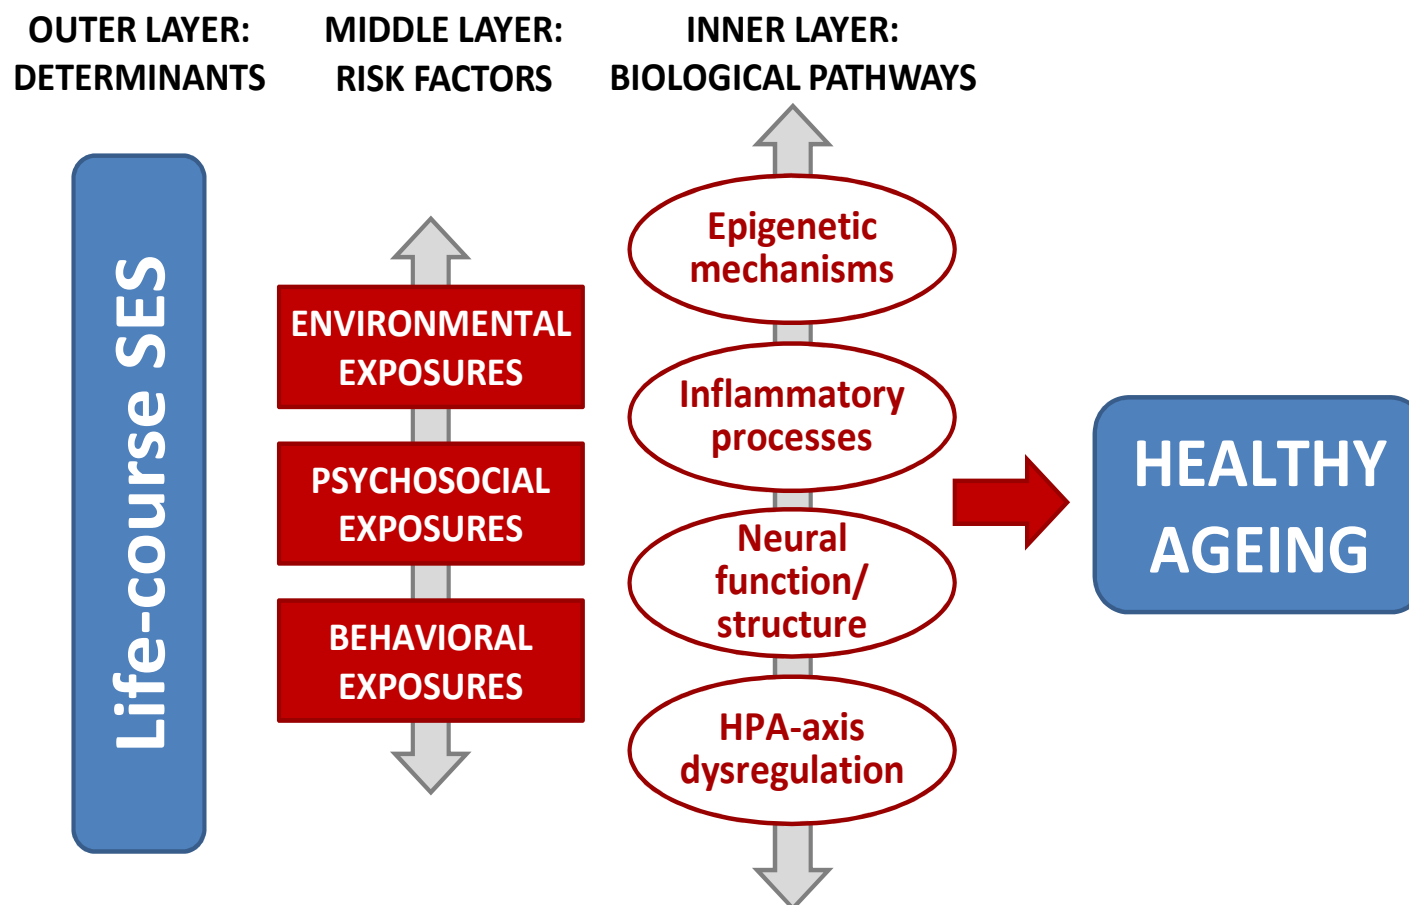 OUTER LAYER:
DETERMINANTS
MIDDLE LAYER:
RISK FACTORS
INNER LAYER:
BIOLOGICAL PATHWAYS
Life-course SES
ENVIRONMENTAL
EXPOSURES
PSYCHOSOCIAL
EXPOSURES
BEHAVIORAL
EXPOSURES
Epigenetic
mechanisms
Inflammatory
processes
Neural
function/
structure
HPA-axis
dysregulation
HEALTHY
AGEING